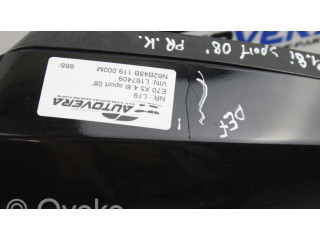 4.8i sport 08' PR.K.
AUTOVERA
NR : L19
E70 X5 4.8i sport 08'
VIN: L167409
N62B48B 119.000M
668/
DEF
!
ovoko